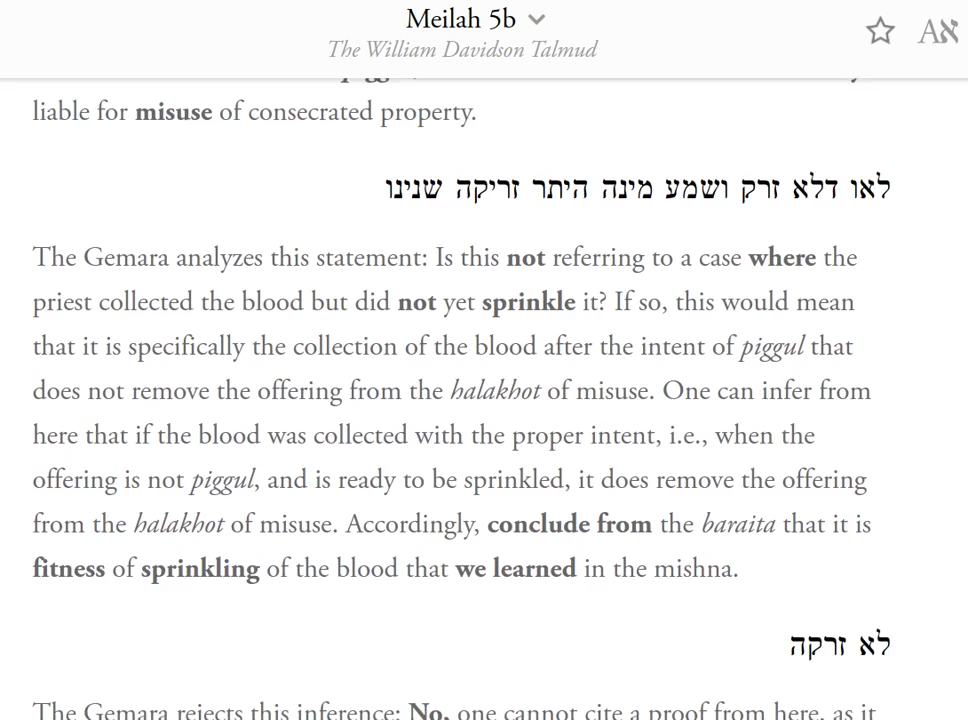 Meilah 5b
The William Davidson Talmud
Aא
liable for misuse of consecrated property.
לאו דלא זרק ושמע מינה היתר זריקה שנינו
The Gemara analyzes this statement: Is this not referring to a case where the
priest collected the blood but did not yet sprinkle it? If so, this would mean
that it is specifically the collection of the blood after the intent of piggul that
does not remove the offering from the halakhot of misuse. One can infer from
here that if the blood was collected with the proper intent, i.e., when the
offering is not piggul, and is ready to be sprinkled, it does remove the offering
from the halakhot of misuse. Accordingly, conclude from the baraita that it is
fitness of sprinkling of the blood that we learned in the mishna.
לא זרקה
The Gemara rejects this inference: No, one cannot cite a proof from here, as it